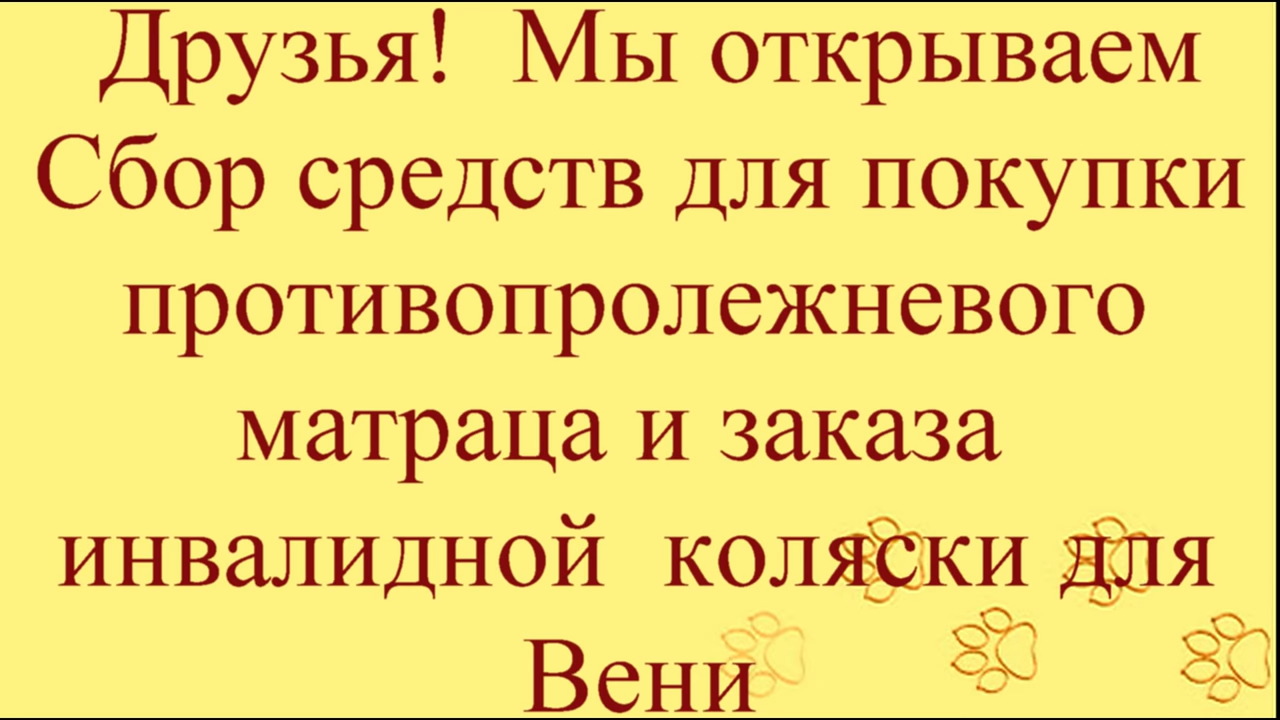 Друзья! Мы открываем
Сбор средств для покупки
противопролежневого
матраца и заказа
инвалидной коляски для
Вени